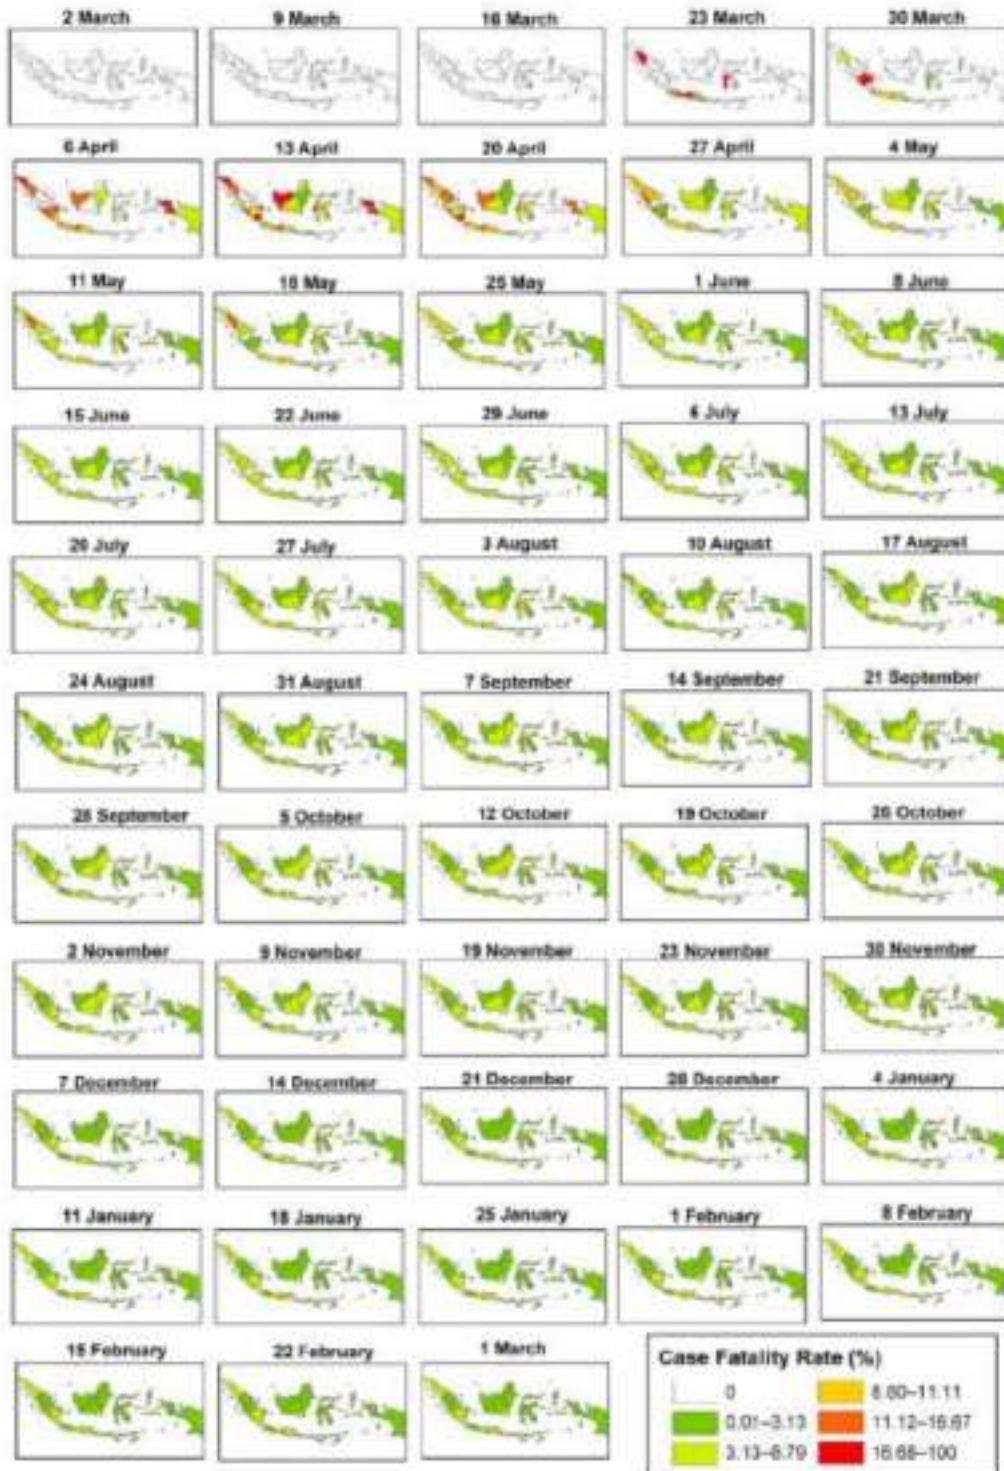 2 March 9 March 16 March 23 March 30 March
6 April 13 April 20 April 27 April 4 May
11 May 18 May 25 May 1 June 8 June
15 June 22 June 29 June 6 July 13 July
26 July 27 July 3 August 10 August 17 August
24 August 31 August 7 September 14 September 21 September
28 September 5 October 12 October 19 October 26 October
2 November 9 November 19 November 23 November 30 November
7 December 14 December 21 December 28 December 4 January
11 January 18 January 25 January 1 February 8 February
15 February 22 February 1 March
Case Fatality Rate (%)
0 6.80–11.11
0.01–3.13 11.12–16.67
3.13–6.79 16.68–100